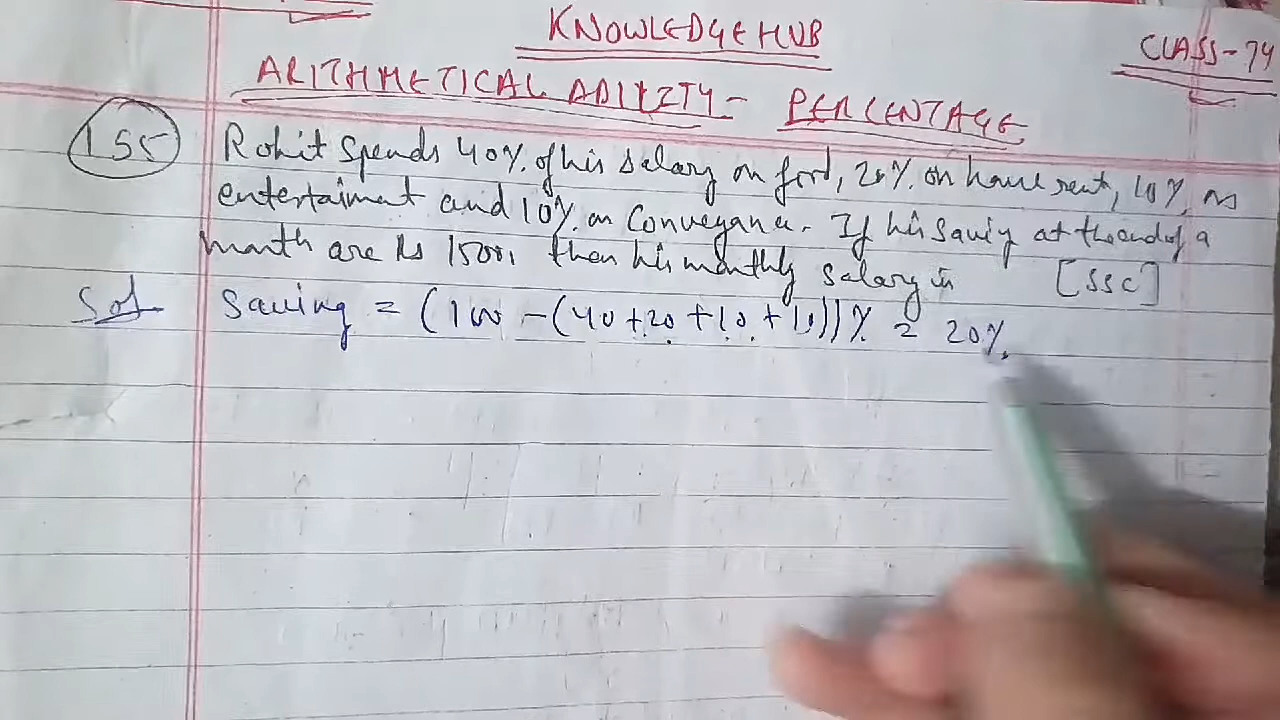 KNOWLEDGE HUB
CLASS-74
ARITHMETICAL ABILITY - PERCENTAGE
155 Rohit spends 40% of his salary on food, 20% on house rent, 10% on
entertaiment and 10% on conveyance. If his saving at the end of a
month are Rs 1500, then his monthly salary is [SSC]
Sol Saving = (100 - (40+20+10+10))% = 20%